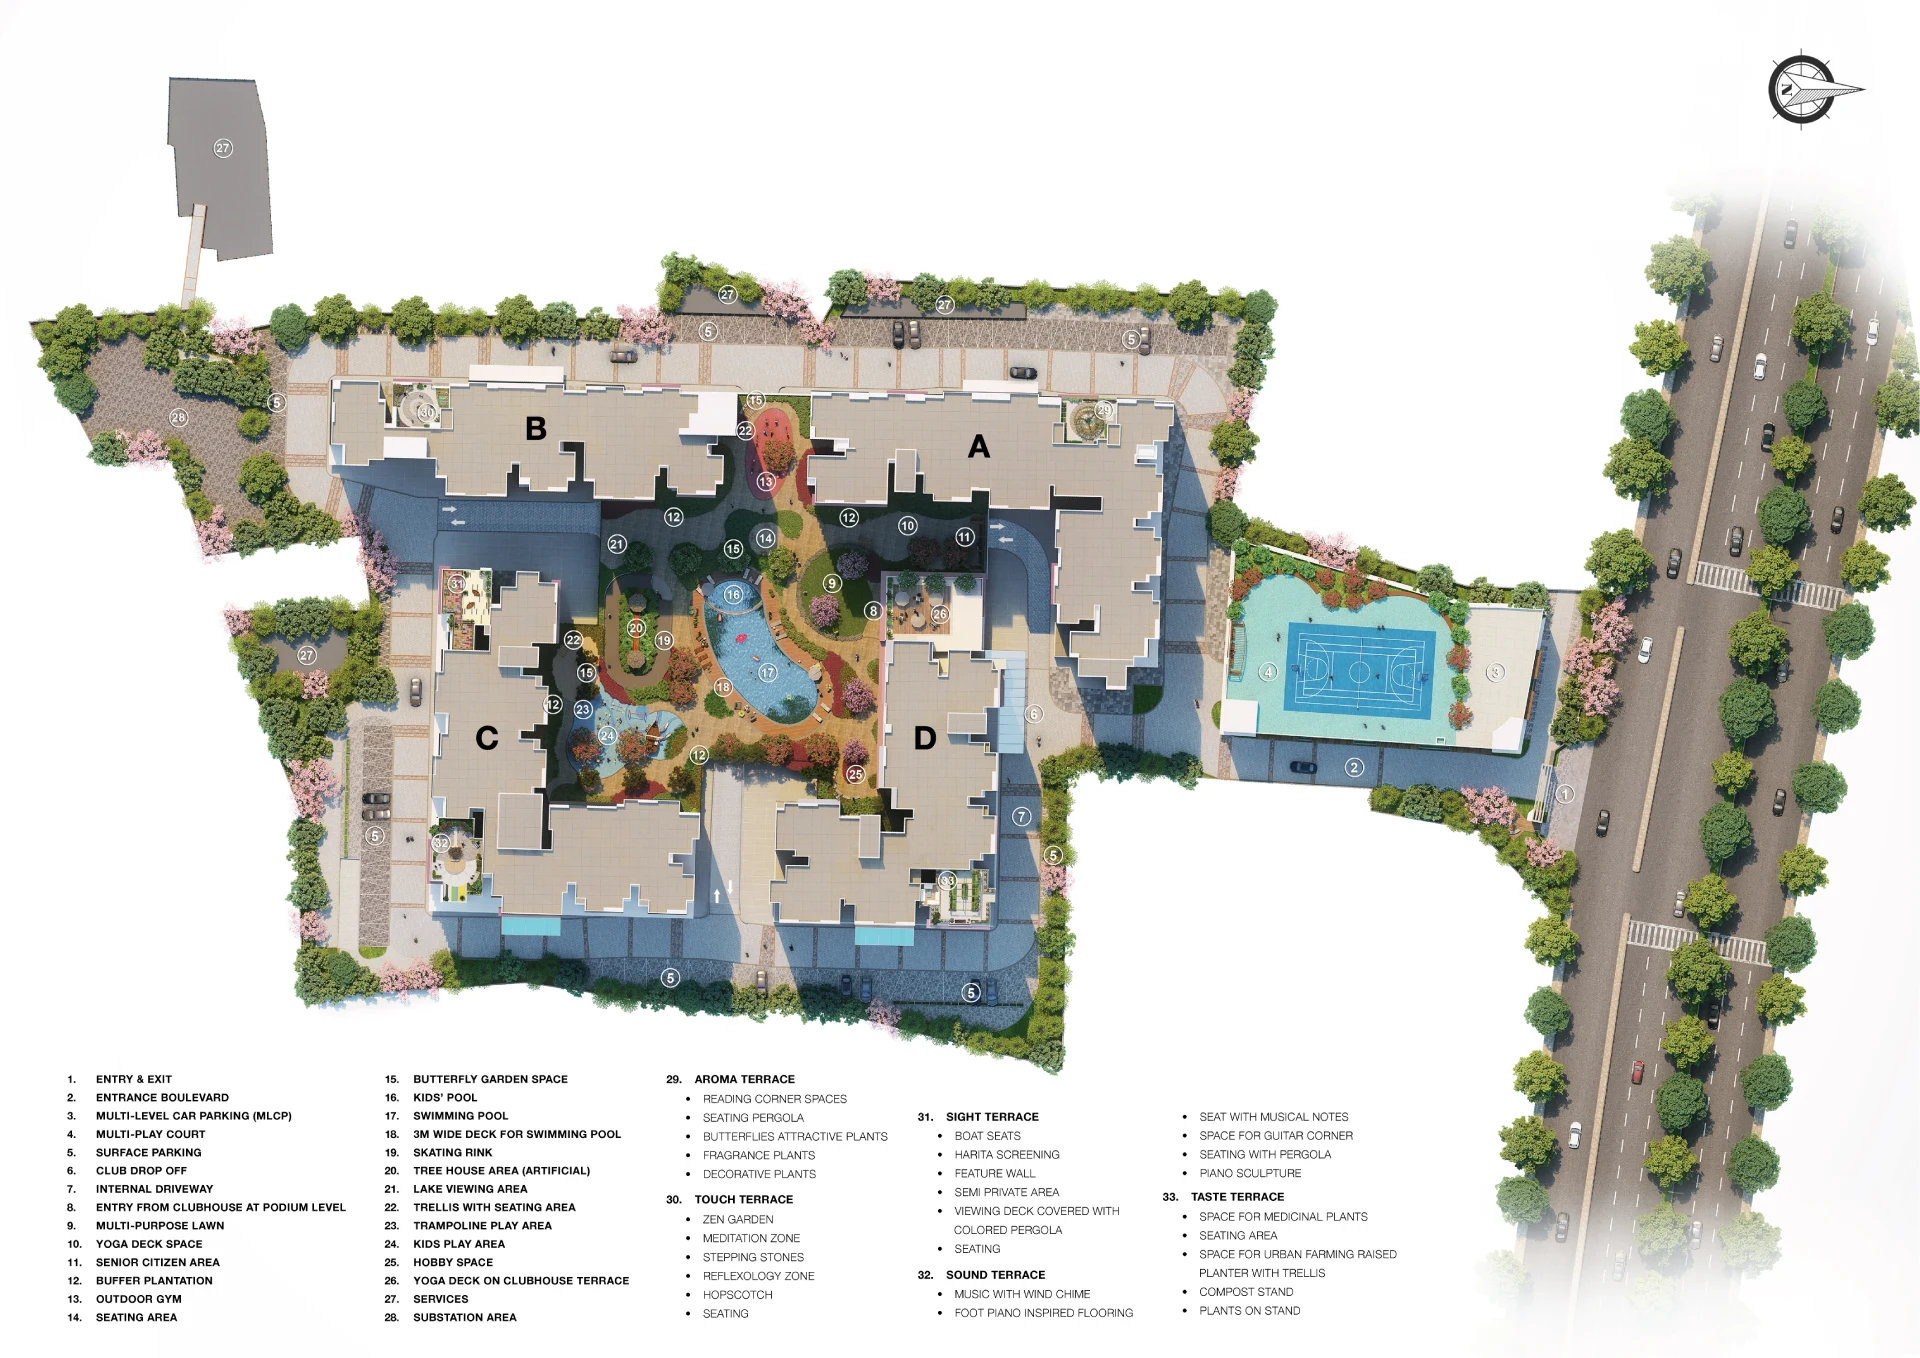 N
27
27
27
5
5
5
28
30
B
15
22
13
A
29
12
12
10
11
14
15
21
31
16
9
8
26
20
19
22
15
12
23
24
18
17
27
4
3
6
C
D
12
25
2
1
7
5
5
32
33
5
5
1. ENTRY & EXIT
2. ENTRANCE BOULEVARD
3. MULTI-LEVEL CAR PARKING (MLCP)
4. MULTI-PLAY COURT
5. SURFACE PARKING
6. CLUB DROP OFF
7. INTERNAL DRIVEWAY
8. ENTRY FROM CLUBHOUSE AT PODIUM LEVEL
9. MULTI-PURPOSE LAWN
10. YOGA DECK SPACE
11. SENIOR CITIZEN AREA
12. BUFFER PLANTATION
13. OUTDOOR GYM
14. SEATING AREA
15. BUTTERFLY GARDEN SPACE
16. KIDS' POOL
17. SWIMMING POOL
18. 3M WIDE DECK FOR SWIMMING POOL
19. SKATING RINK
20. TREE HOUSE AREA (ARTIFICIAL)
21. LAKE VIEWING AREA
22. TRELLIS WITH SEATING AREA
23. TRAMPOLINE PLAY AREA
24. KIDS PLAY AREA
25. HOBBY SPACE
26. YOGA DECK ON CLUBHOUSE TERRACE
27. SERVICES
28. SUBSTATION AREA
29. AROMA TERRACE
• READING CORNER SPACES
• SEATING PERGOLA
• BUTTERFLIES ATTRACTIVE PLANTS
• FRAGRANCE PLANTS
• DECORATIVE PLANTS
30. TOUCH TERRACE
• ZEN GARDEN
• MEDITATION ZONE
• STEPPING STONES
• REFLEXOLOGY ZONE
• HOPSCOTCH
• SEATING
31. SIGHT TERRACE
• BOAT SEATS
• HARITA SCREENING
• FEATURE WALL
• SEMI PRIVATE AREA
• VIEWING DECK COVERED WITH
COLORED PERGOLA
• SEATING
32. SOUND TERRACE
• MUSIC WITH WIND CHIME
• FOOT PIANO INSPIRED FLOORING
• SEAT WITH MUSICAL NOTES
• SPACE FOR GUITAR CORNER
• SEATING WITH PERGOLA
• PIANO SCULPTURE
33. TASTE TERRACE
• SPACE FOR MEDICINAL PLANTS
• SEATING AREA
• SPACE FOR URBAN FARMING RAISED
PLANTER WITH TRELLIS
• COMPOST STAND
• PLANTS ON STAND